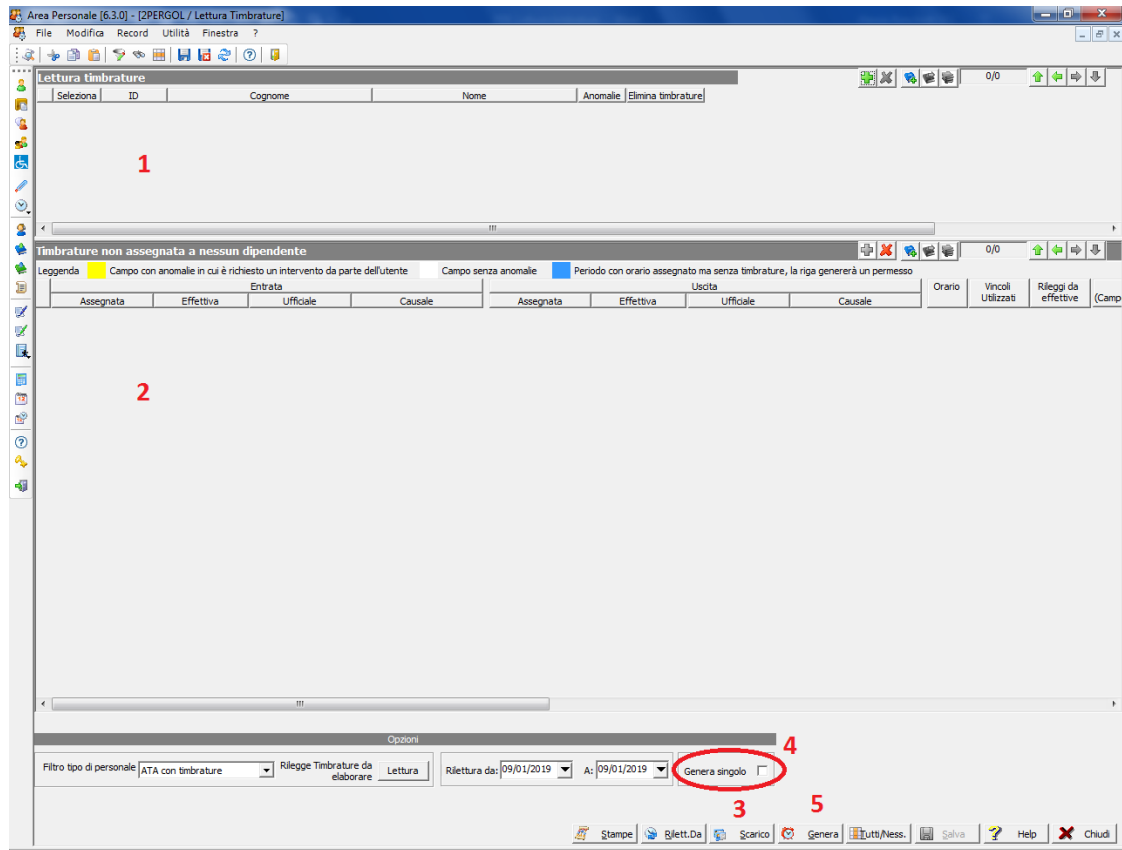 Area Personale [6.3.0] - [2PERGOL / Lettura Timbrature]
File Modifica Record Utilità Finestra ?
Lettura timbrature 0/0
Seleziona ID Cognome Nome Anomalie Elimina timbrature
1
Timbrature non assegnata a nessun dipendente 0/0
Leggenda Campo con anomalie in cui è richiesto un intervento da parte dell'utente Campo senza anomalie Periodo con orario assegnato ma senza timbrature, la riga genererà un permesso
Entrata Uscita Orario Vincoli Utilizzati Rileggi da effettive (Camp
Assegnata Effettiva Ufficiale Causale Assegnata Effettiva Ufficiale Causale
2
Opzioni
4
Filtro tipo di personale ATA con timbrature Rilegge Timbrature da elaborare Lettura Rilettura da: 09/01/2019 A: 09/01/2019 Genera singolo
3 5
Stampe Rilett.Da Scarico Genera Tutti/Ness. Salva Help Chiudi